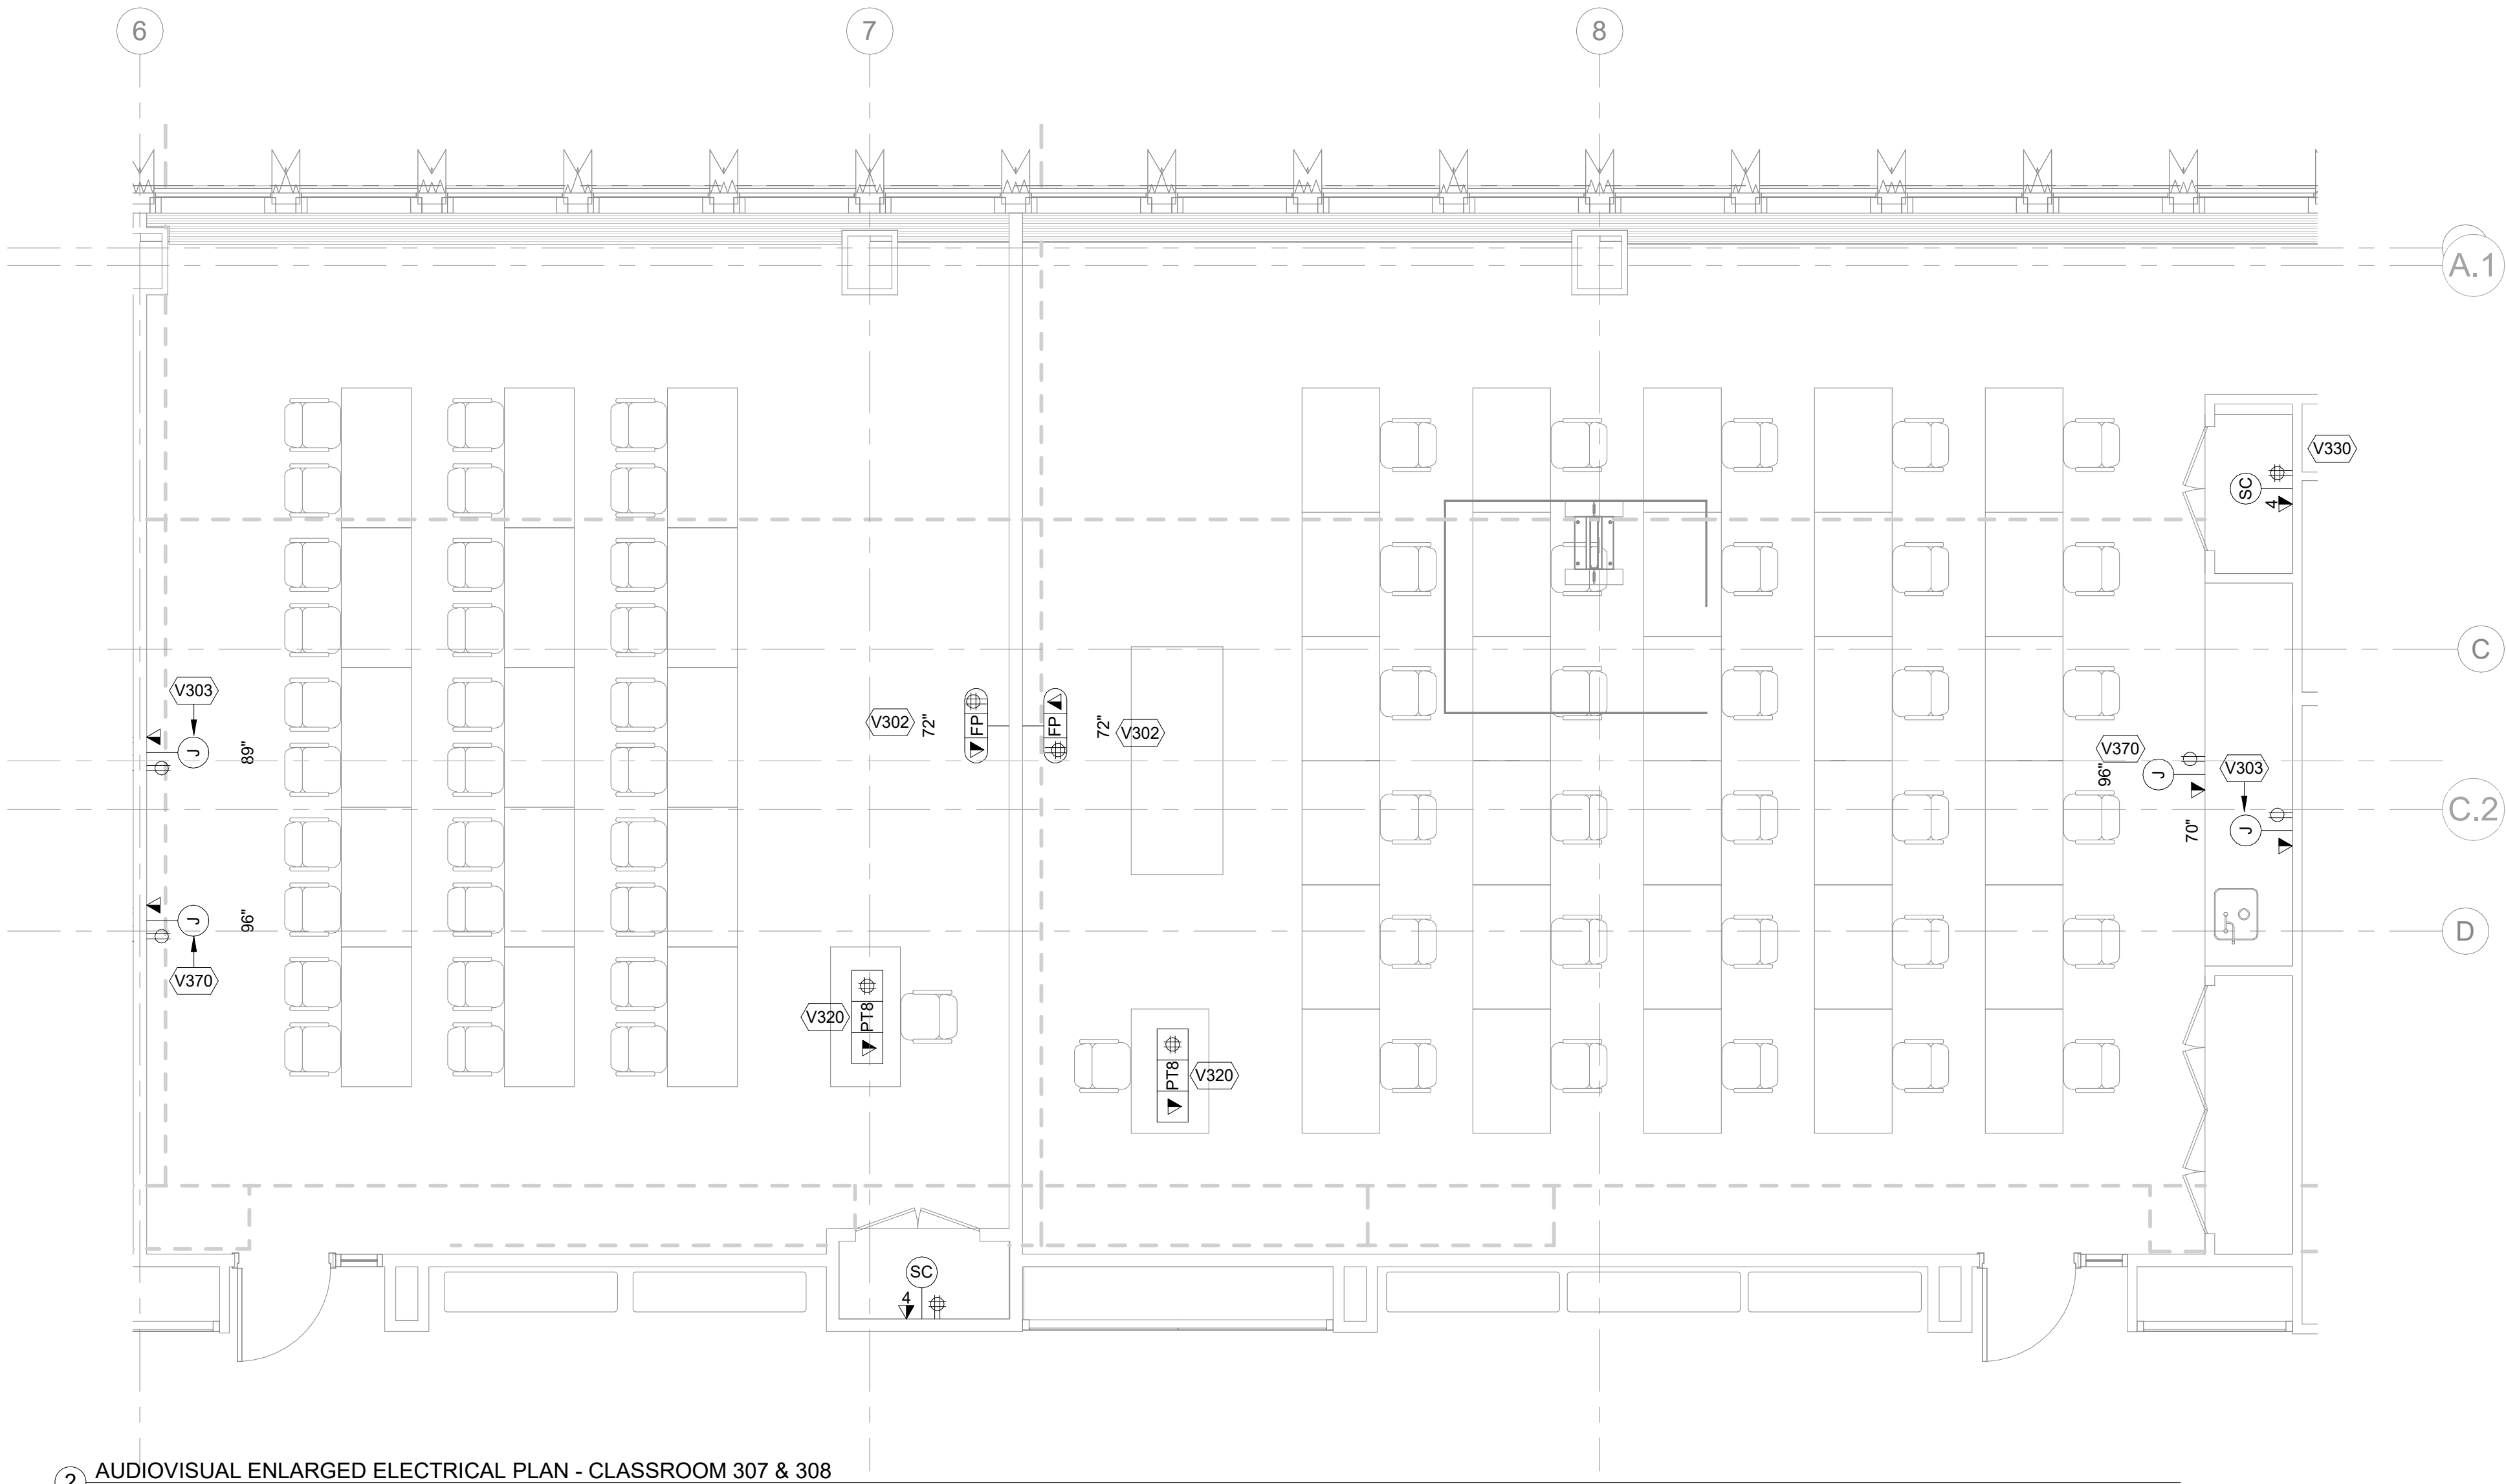 6
7
8
A.1
V330
SC
4
C
V303
J
89"
V302
72"
FP
FP
72"
V302
V370
J
96"
V303
J
70"
C.2
J
96"
V370
D
V320
PT8
PT8
V320
SC
4
2
AUDIOVISUAL ENLARGED ELECTRICAL PLAN - CLASSROOM 307 & 308